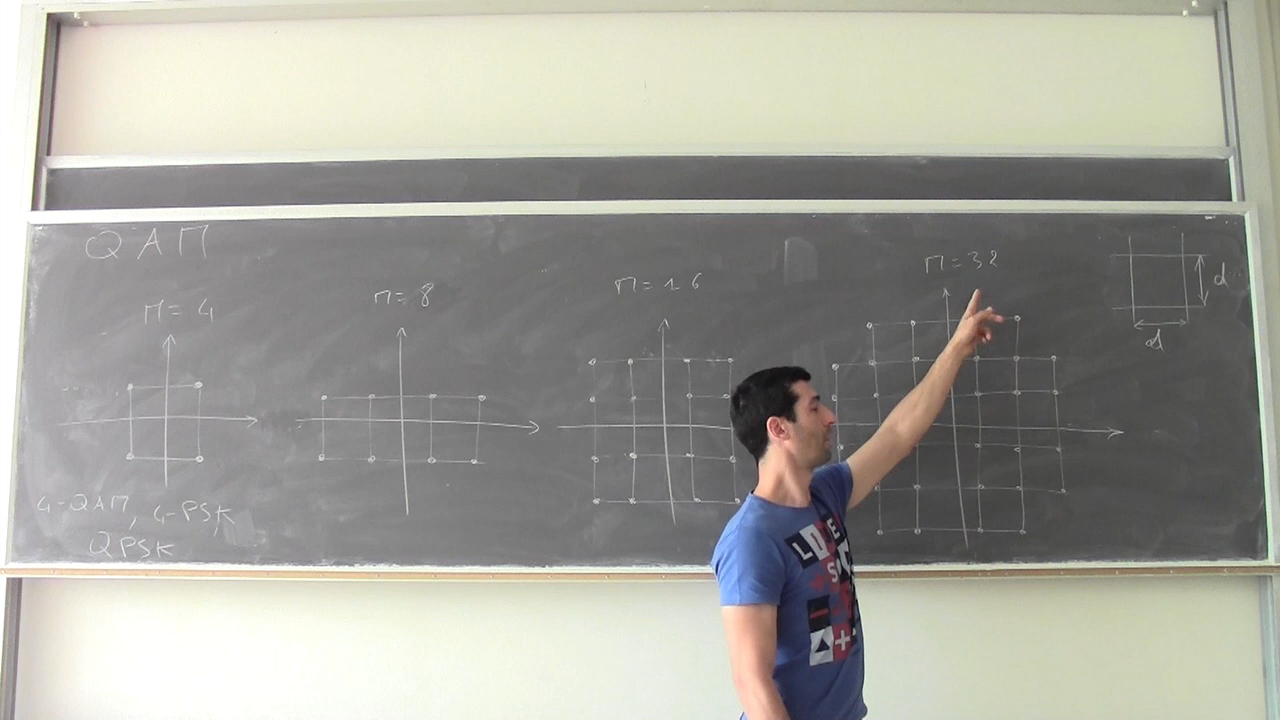 QAM
M = 4
M = 8
M = 16
M = 32
d
d
4-QAM, 4-PSK
QPSK